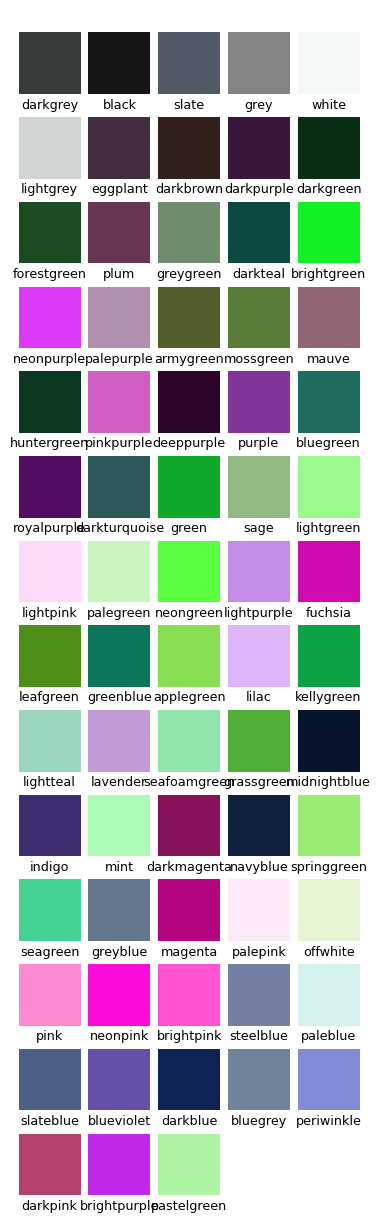 darkgrey black slate grey white
lightgrey eggplant darkbrown darkpurple darkgreen
forestgreen plum greygreen darkteal brightgreen
neonpurple palepurple armygreen mossgreen mauve
huntergreen pinkpurple deeppurple purple bluegreen
royalpurple darkturquoise green sage lightgreen
lightpink palegreen neongreen lightpurple fuchsia
leafgreen greenblue applegreen lilac kellygreen
lightteal lavender seafoamgreen grassgreen midnightblue
indigo mint darkmagenta navyblue springgreen
seagreen greyblue magenta palepink offwhite
pink neonpink brightpink steelblue paleblue
slateblue blueviolet darkblue bluegrey periwinkle
darkpink brightpurple pastelgreen